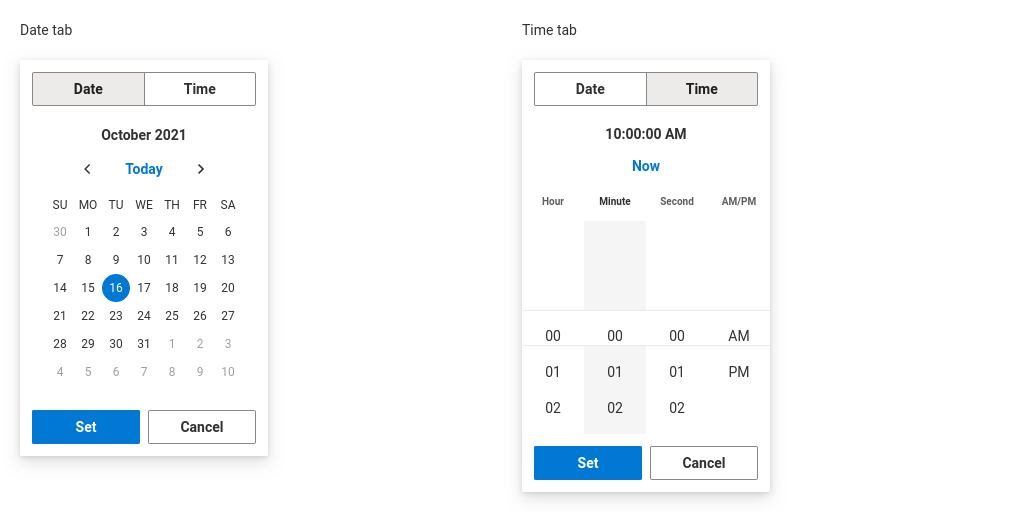 Date tab
Date Time
October 2021
Today
SU MO TU WE TH FR SA
30 1 2 3 4 5 6
7 8 9 10 11 12 13
14 15 16 17 18 19 20
21 22 23 24 25 26 27
28 29 30 31 1 2 3
4 5 6 7 8 9 10
Set Cancel
Time tab
Date Time
10:00:00 AM
Now
Hour Minute Second AM/PM
00 00 00 AM
01 01 01 PM
02 02 02
Set Cancel